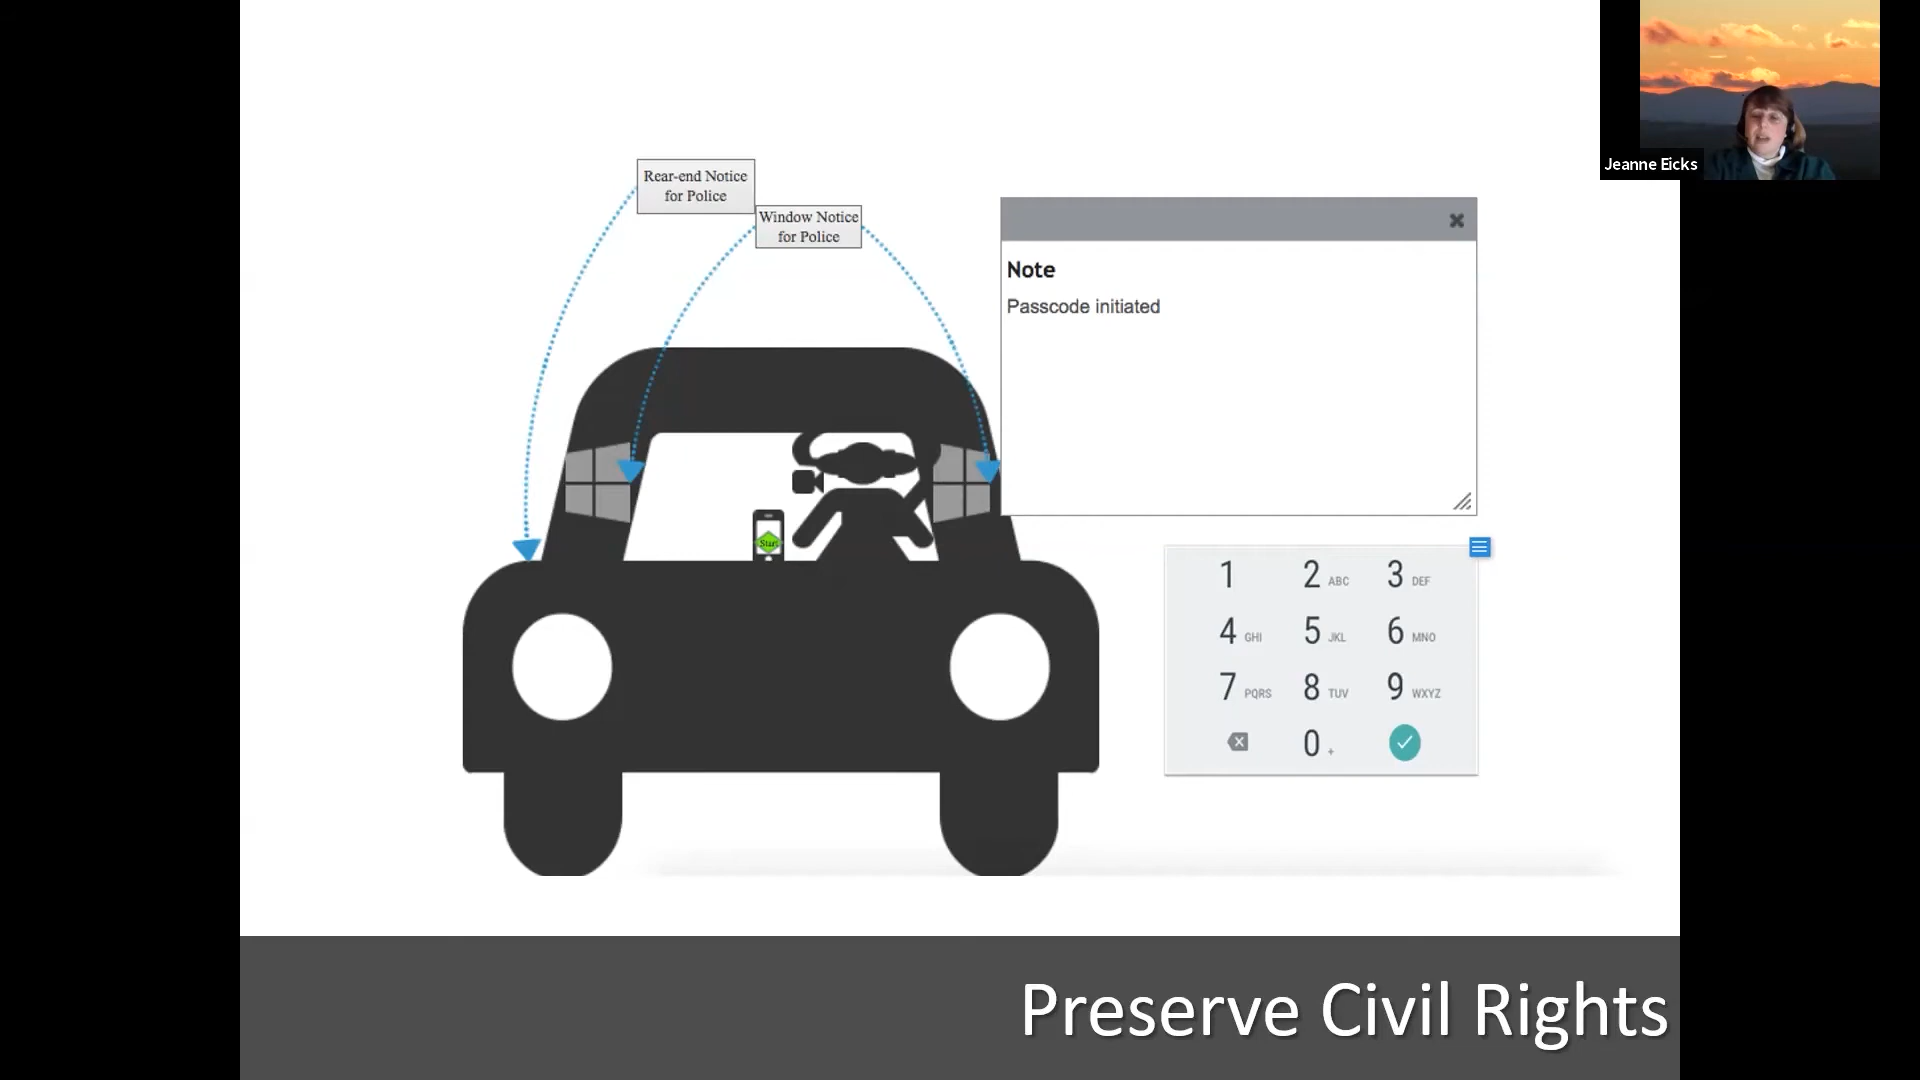 Jeanne Eicks
Rear-end Notice
for Police
Window Notice
for Police
Note
Passcode initiated
Start
1 2 ABC 3 DEF
4 GHI 5 JKL 6 MNO
7 PQRS 8 TUV 9 WXYZ
0 +
Preserve Civil Rights